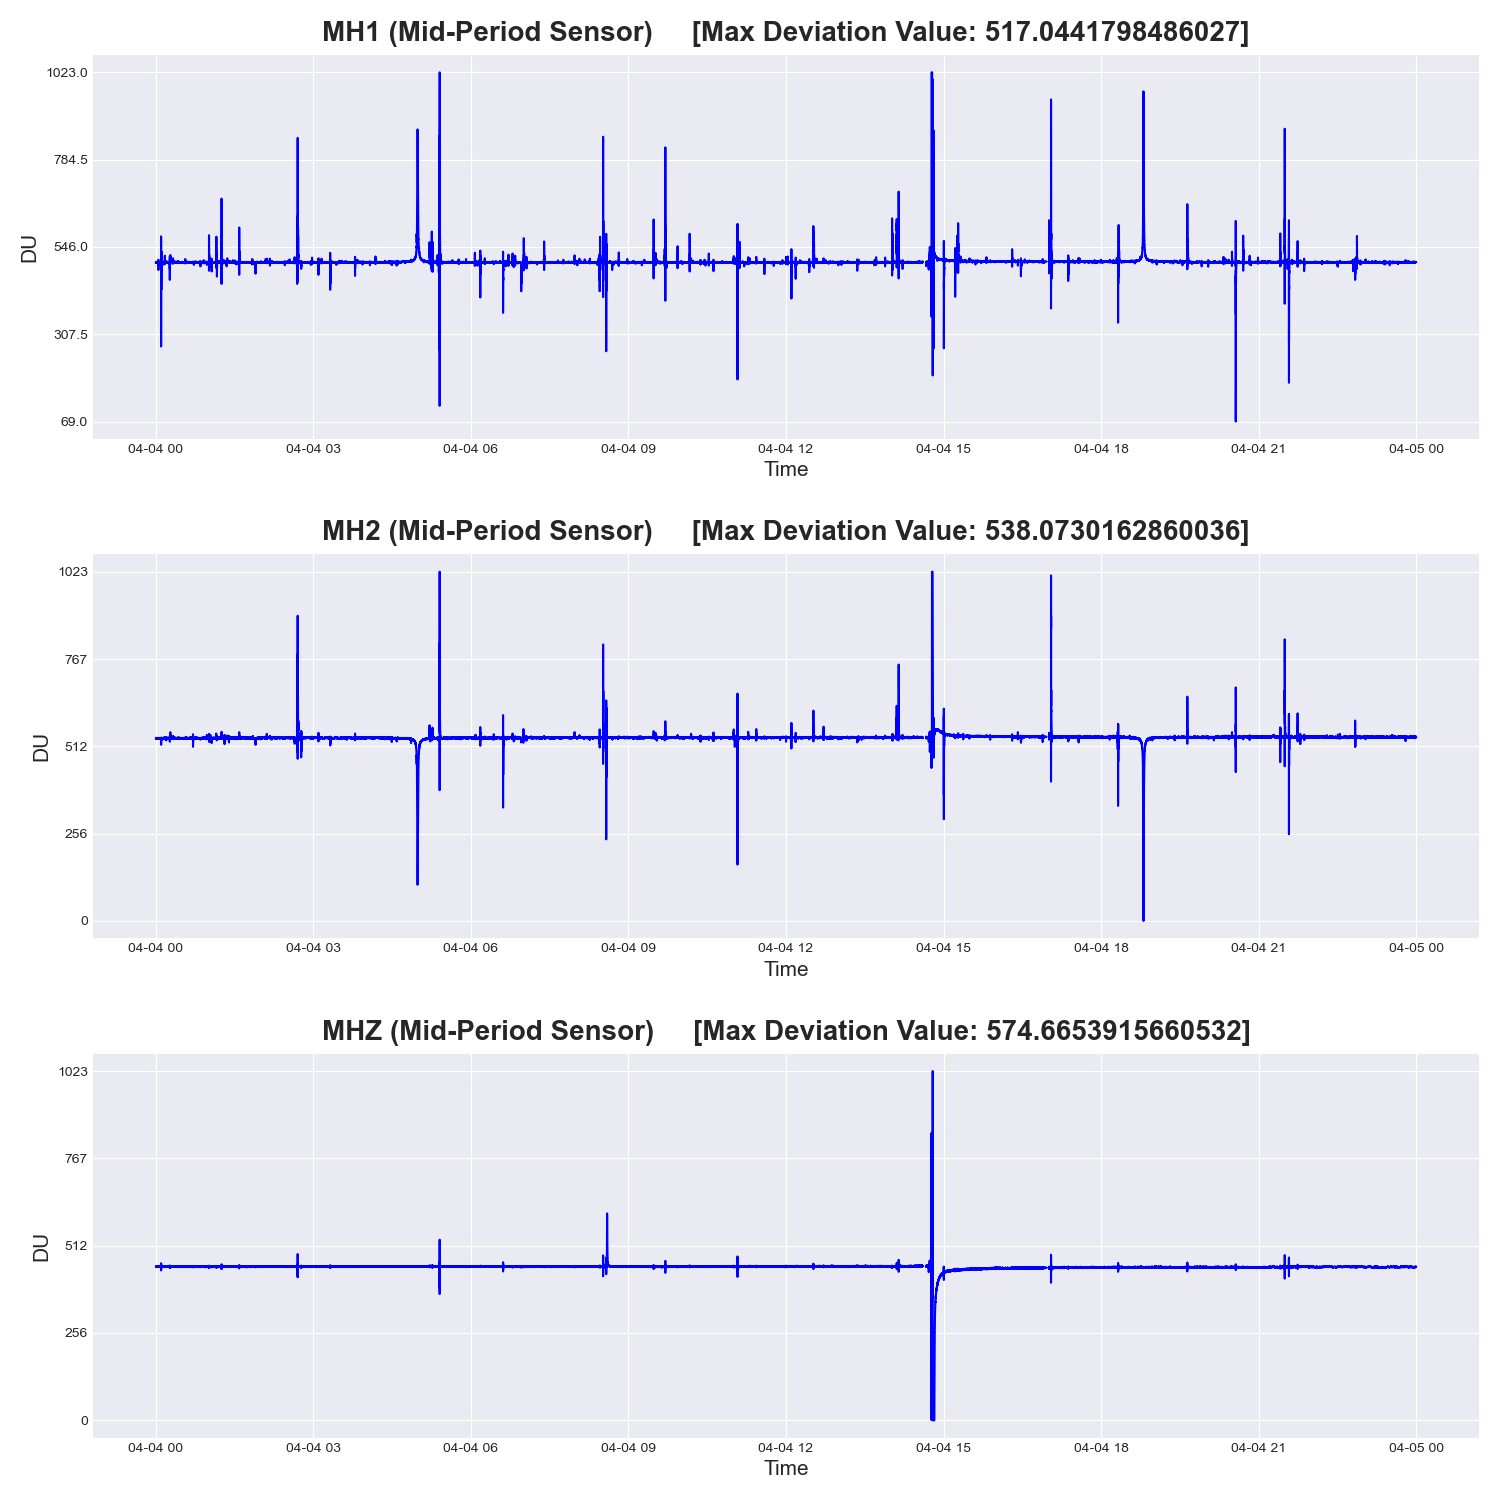 MH1 (Mid-Period Sensor) [Max Deviation Value: 517.0441798486027]
1023.0
784.5
546.0
307.5
69.0
DU
04-04 00 04-04 03 04-04 06 04-04 09 04-04 12 04-04 15 04-04 18 04-04 21 04-05 00
Time
MH2 (Mid-Period Sensor) [Max Deviation Value: 538.0730162860036]
1023
767
512
256
0
DU
04-04 00 04-04 03 04-04 06 04-04 09 04-04 12 04-04 15 04-04 18 04-04 21 04-05 00
Time
MHZ (Mid-Period Sensor) [Max Deviation Value: 574.6653915660532]
1023
767
512
256
0
DU
04-04 00 04-04 03 04-04 06 04-04 09 04-04 12 04-04 15 04-04 18 04-04 21 04-05 00
Time